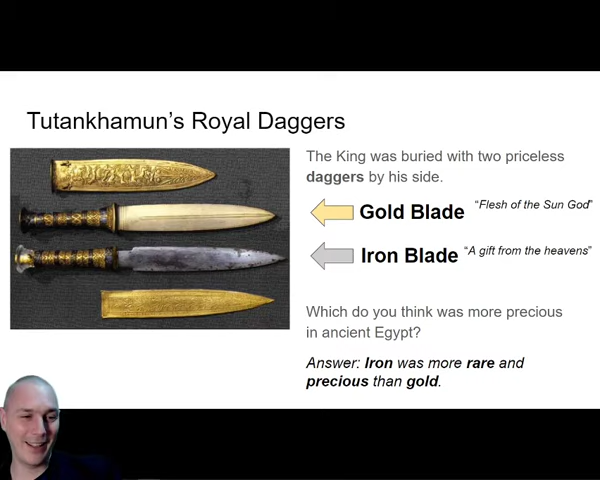 Tutankhamun's Royal Daggers
The King was buried with two priceless
daggers by his side.
Gold Blade "Flesh of the Sun God"
Iron Blade "A gift from the heavens"
Which do you think was more precious
in ancient Egypt?
Answer: Iron was more rare and
precious than gold.